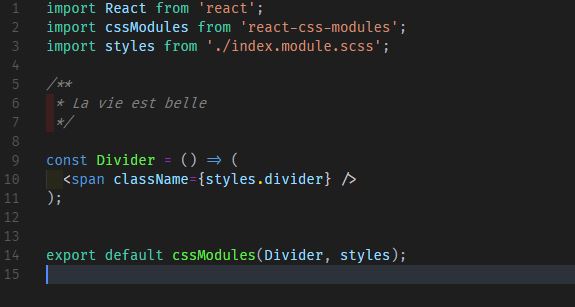 1 import React from 'react';
2 import cssModules from 'react-css-modules';
3 import styles from './index.module.scss';
4
5 /**
6  * La vie est belle
7  */
8
9 const Divider = () => (
10   <span className={styles.divider} />
11 );
12
13
14 export default cssModules(Divider, styles);
15